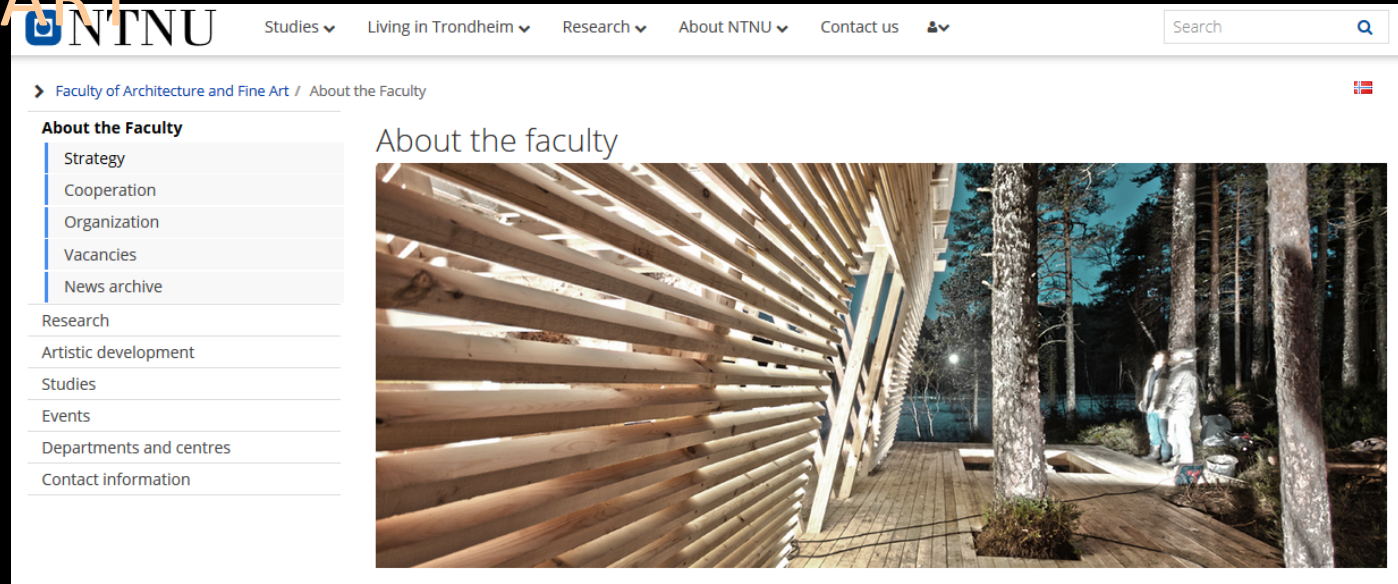 ART
NTNU
Studies
Living in Trondheim
Research
About NTNU
Contact us
Search
Faculty of Architecture and Fine Art / About the Faculty
About the Faculty
Strategy
Cooperation
Organization
Vacancies
News archive
Research
Artistic development
Studies
Events
Departments and centres
Contact information
About the faculty